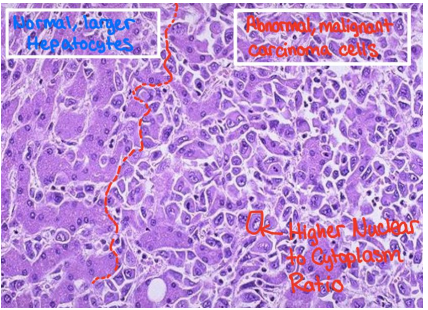 Normal, larger
Hepatocytes
Abnormal, malignant
carcinoma cells
Higher Nuclear
to Cytoplasm
Ratio